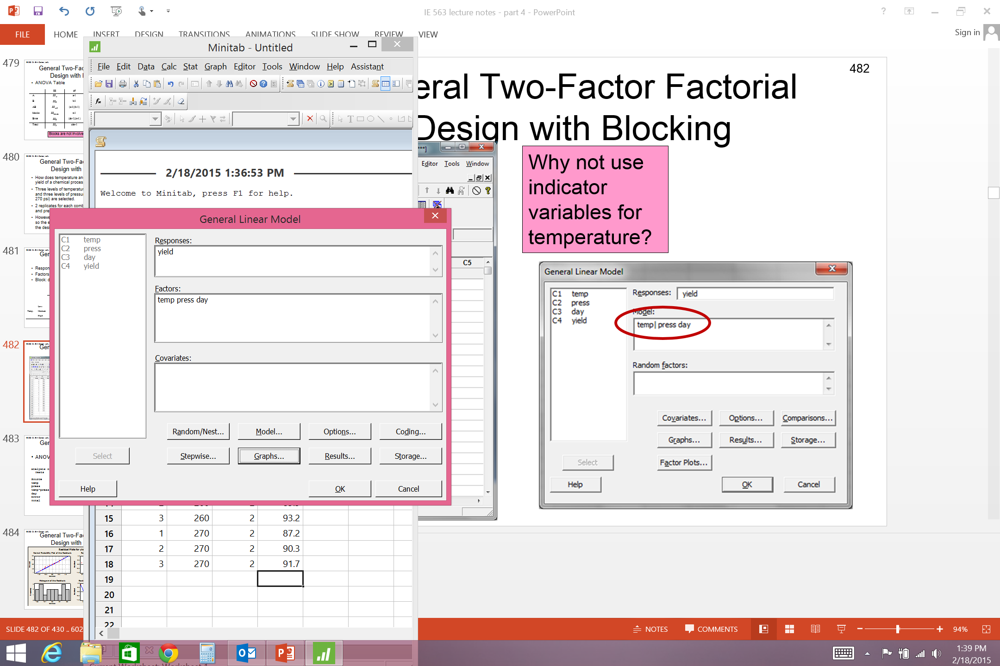 IE 563 lecture notes - part 4 - PowerPoint
FILE HOME INSERT DESIGN TRANSITIONS ANIMATIONS SLIDE SHOW REVIEW VIEW
Sign in
479
General Two-Fac
Design with
• ANOVA Table
Blocks are not involve
480
General Two-Fa
Design with
• How does temperature an
yield of a chemical proces
• Three levels of temperatur
and three levels of pressu
270 psi) are selected.
• 2 replicates for each comb
and pre
• Howeve
so the e
the desi
481
Ger
• Respon
• Factors
• Block: d
482
Ger
483
Ger
• ANOV
Source
temp
press
temp*press
day
Error
Total
484
General Two-Fa
Design with
Minitab - Untitled
File Edit Data Calc Stat Graph Editor Tools Window Help Assistant
2/18/2015 1:36:53 PM
Welcome to Minitab, press F1 for help.
General Linear Model
C1 temp
C2 press
C3 day
C4 yield
Responses:
yield
Factors:
temp press day
Covariates:
Random/Nest... Model... Options... Coding...
Select Stepwise... Graphs... Results... Storage...
Help OK Cancel
15 3 260 2 93.2
16 1 270 2 87.2
17 2 270 2 90.3
18 3 270 2 91.7
19
20
21
22
482
eral Two-Factor Factorial
Design with Blocking
***]
Editor Tools Window
C5
Why not use
indicator
variables for
temperature?
General Linear Model
C1 temp
C2 press
C3 day
C4 yield
Responses: yield
Model:
temp| press day
Random factors:
Covariates... Options... Comparisons...
Graphs... Results... Storage...
Select Factor Plots...
Help OK Cancel
SLIDE 482 OF 430 .. 602
NOTES COMMENTS 94%
1:39 PM
2/18/2015